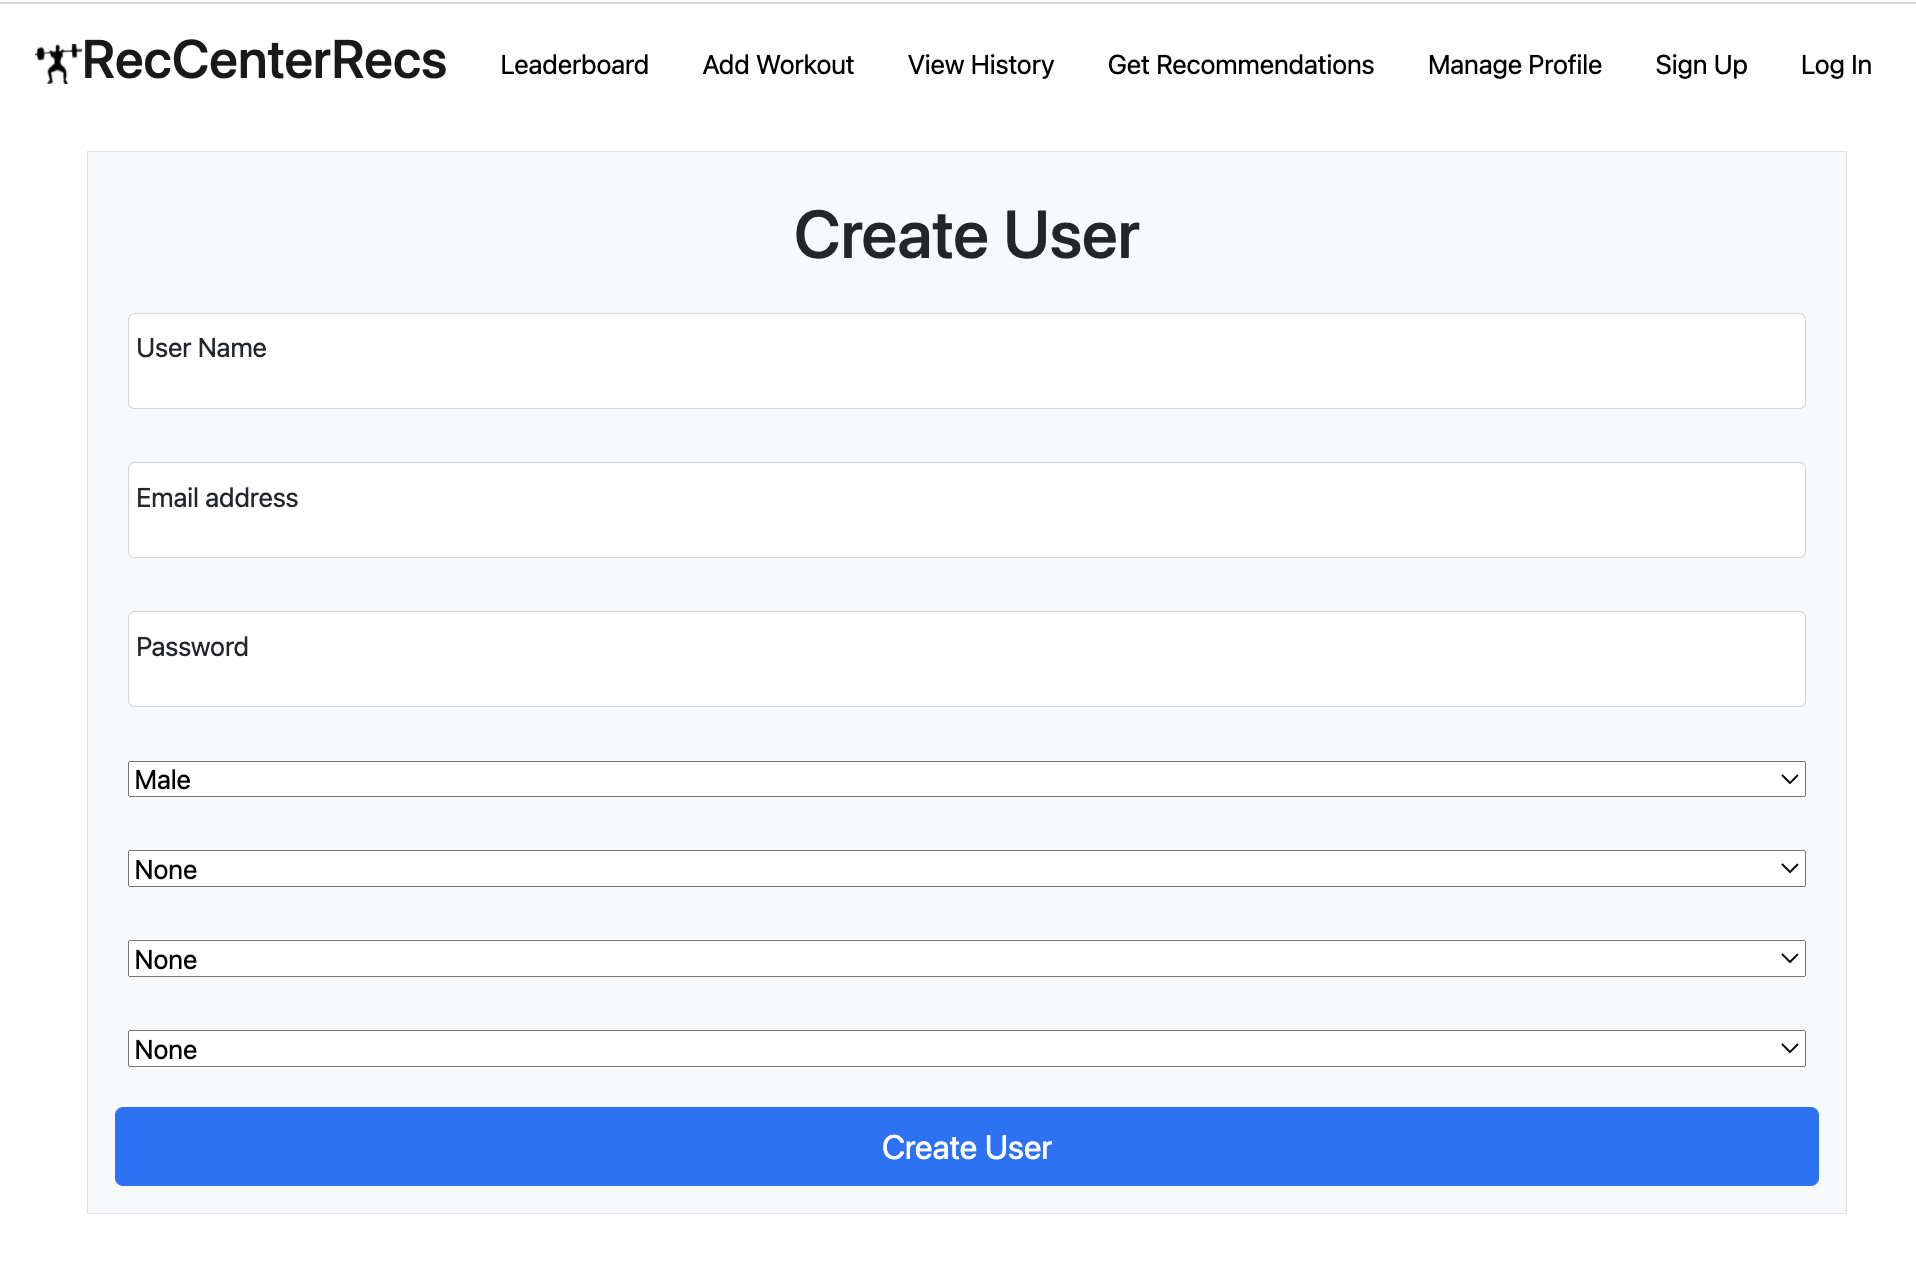 RecCenterRecs Leaderboard Add Workout View History Get Recommendations Manage Profile Sign Up Log In
Create User
User Name
Email address
Password
Male
None
None
None
Create User